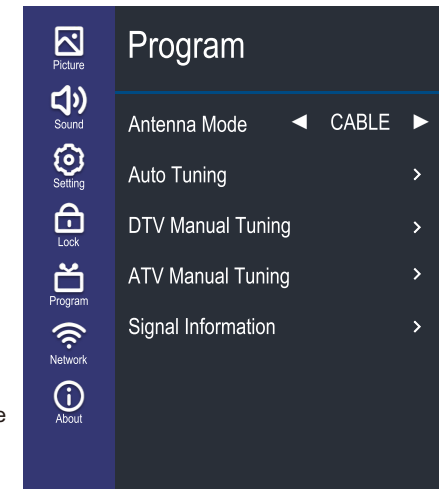 Picture
Sound
Setting
Lock
Program
Network
About
Program
Antenna Mode ◄ CABLE ►
Auto Tuning >
DTV Manual Tuning >
ATV Manual Tuning >
Signal Information >
e